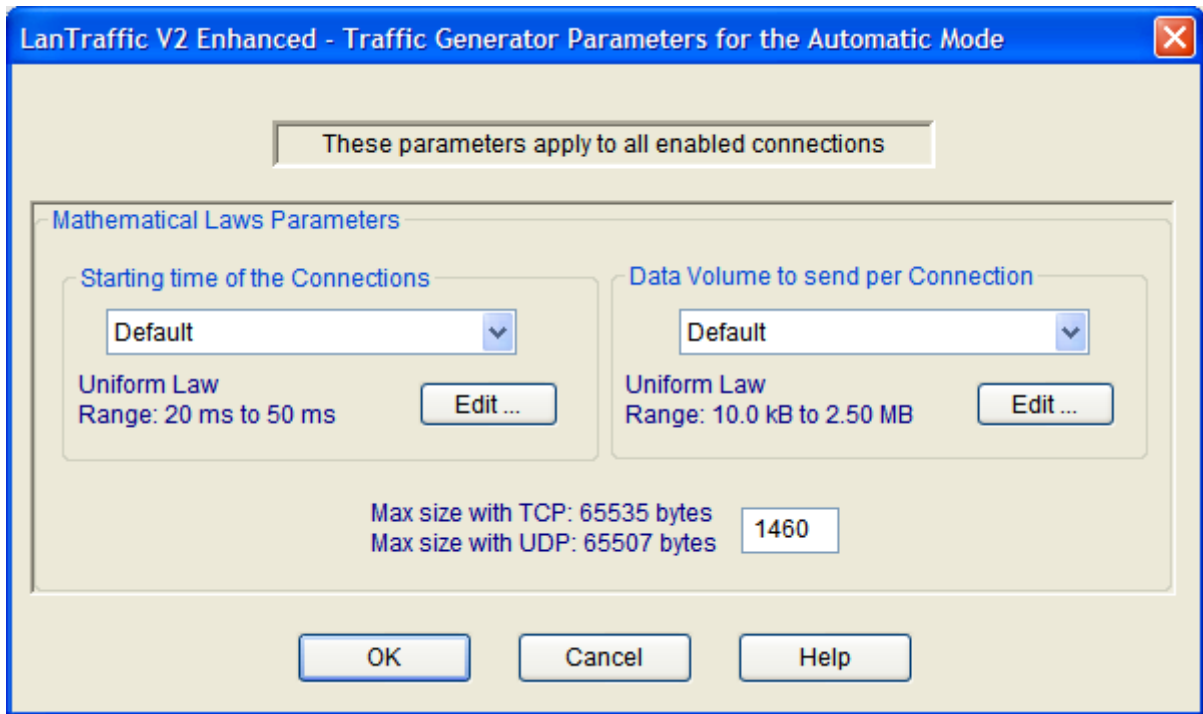 LanTraffic V2 Enhanced - Traffic Generator Parameters for the Automatic Mode
These parameters apply to all enabled connections
Mathematical Laws Parameters
Starting time of the Connections
Default
Uniform Law
Range: 20 ms to 50 ms
Edit ...
Data Volume to send per Connection
Default
Uniform Law
Range: 10.0 kB to 2.50 MB
Edit ...
Max size with TCP: 65535 bytes
Max size with UDP: 65507 bytes
1460
OK
Cancel
Help